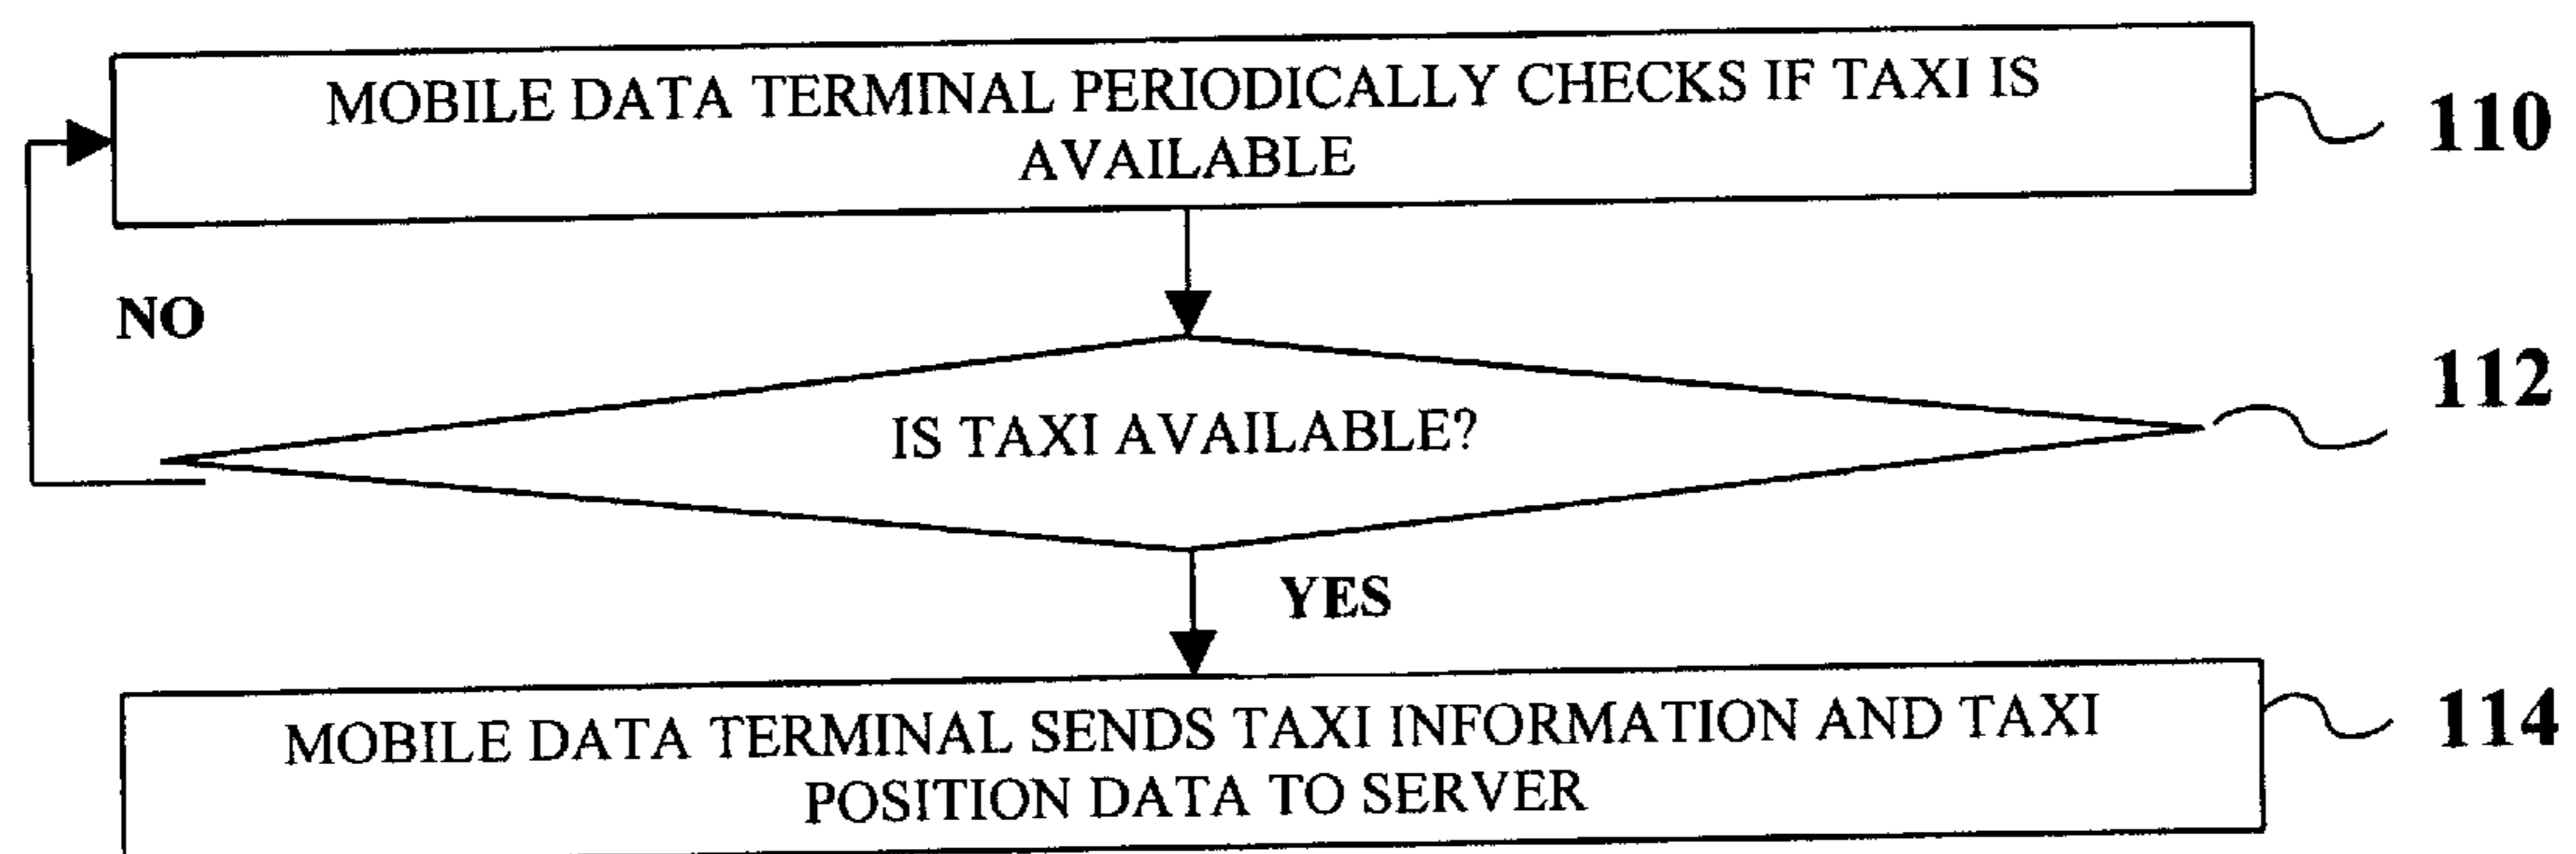 MOBILE DATA TERMINAL PERIODICALLY CHECKS IF TAXI IS
AVAILABLE
110
NO
112
IS TAXI AVAILABLE?
YES
MOBILE DATA TERMINAL SENDS TAXI INFORMATION AND TAXI
POSITION DATA TO SERVER
114